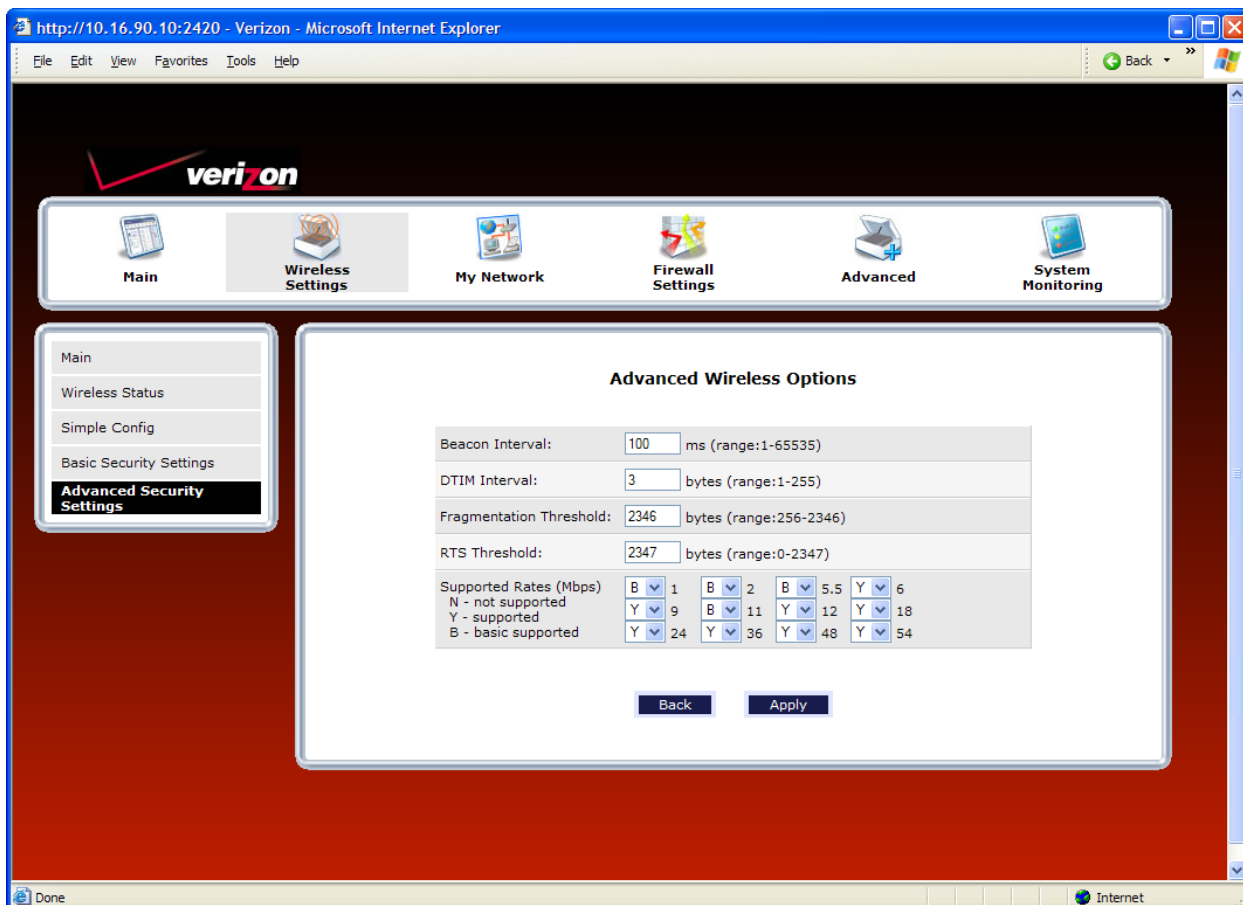 http://10.16.90.10:2420 - Verizon - Microsoft Internet Explorer
File Edit View Favorites Tools Help
Back »
verizon
Main
Wireless
Settings
My Network
Firewall
Settings
Advanced
System
Monitoring
Main
Wireless Status
Simple Config
Basic Security Settings
Advanced Security
Settings
Advanced Wireless Options
Beacon Interval: 100 ms (range:1-65535)
DTIM Interval: 3 bytes (range:1-255)
Fragmentation Threshold: 2346 bytes (range:256-2346)
RTS Threshold: 2347 bytes (range:0-2347)
Supported Rates (Mbps)
N - not supported
Y - supported
B - basic supported
B 1 B 2 B 5.5 Y 6
Y 9 B 11 Y 12 Y 18
Y 24 Y 36 Y 48 Y 54
Back Apply
Done Internet